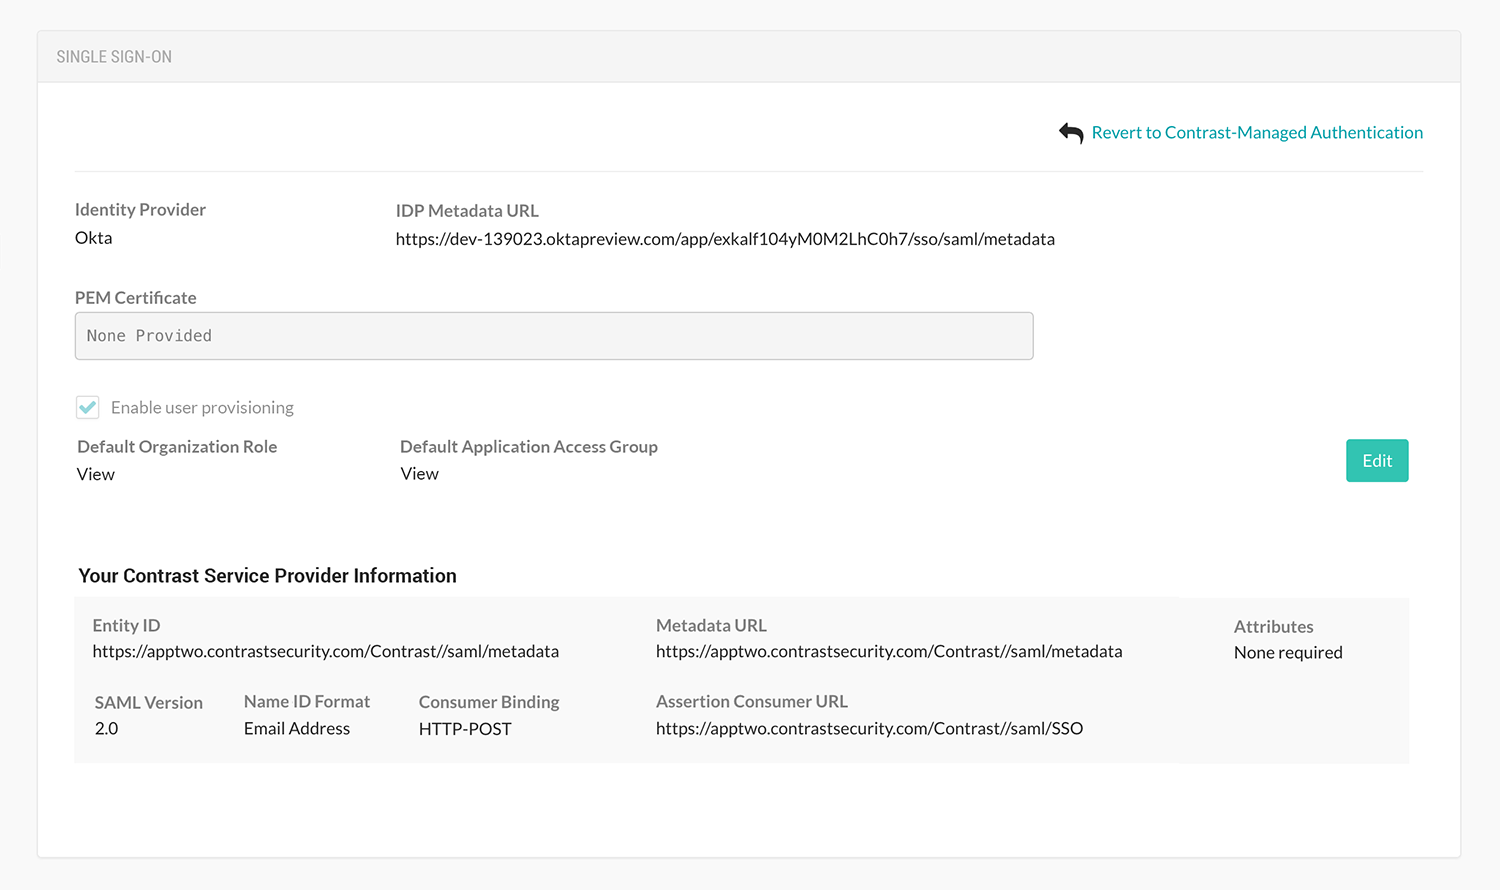 SINGLE SIGN-ON
Revert to Contrast-Managed Authentication
Identity Provider
Okta
IDP Metadata URL
https://dev-139023.oktapreview.com/app/exkalf104yM0M2LhC0h7/sso/saml/metadata
PEM Certificate
None Provided
Enable user provisioning
Default Organization Role
View
Default Application Access Group
View
Edit
Your Contrast Service Provider Information
Entity ID
https://apptwo.contrastsecurity.com/Contrast//saml/metadata
Metadata URL
https://apptwo.contrastsecurity.com/Contrast//saml/metadata
Attributes
None required
SAML Version
2.0
Name ID Format
Email Address
Consumer Binding
HTTP-POST
Assertion Consumer URL
https://apptwo.contrastsecurity.com/Contrast//saml/SSO